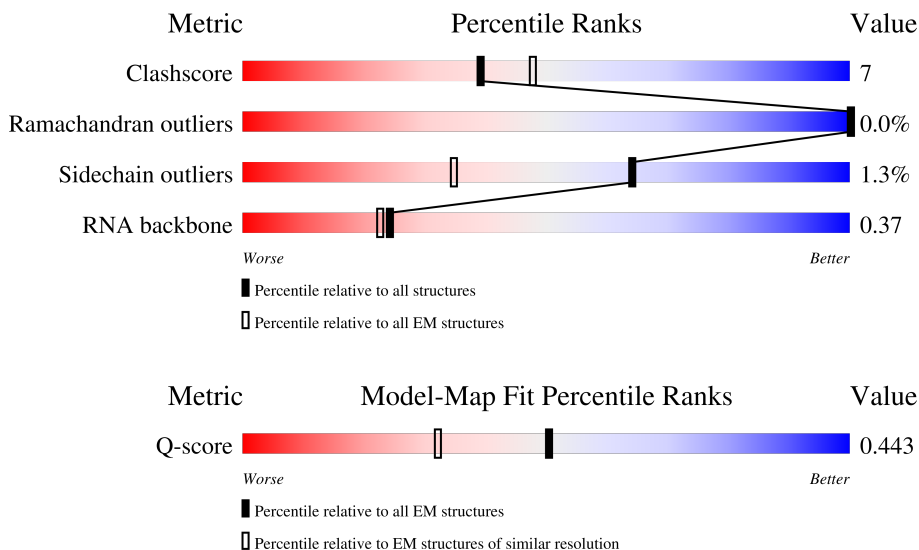 Metric Percentile Ranks Value
Clashscore 7
Ramachandran outliers 0.0%
Sidechain outliers 1.3%
RNA backbone 0.37
Worse Better
Percentile relative to all structures
Percentile relative to all EM structures
Metric Model-Map Fit Percentile Ranks Value
Q-score 0.443
Worse Better
Percentile relative to all EM structures
Percentile relative to EM structures of similar resolution